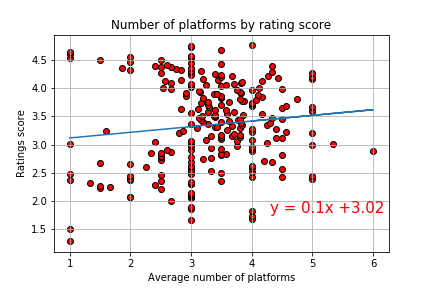 Number of platforms by rating score
Ratings score
4.5
4.0
3.5
3.0
2.5
2.0
1.5
y = 0.1x +3.02
1 2 3 4 5 6
Average number of platforms